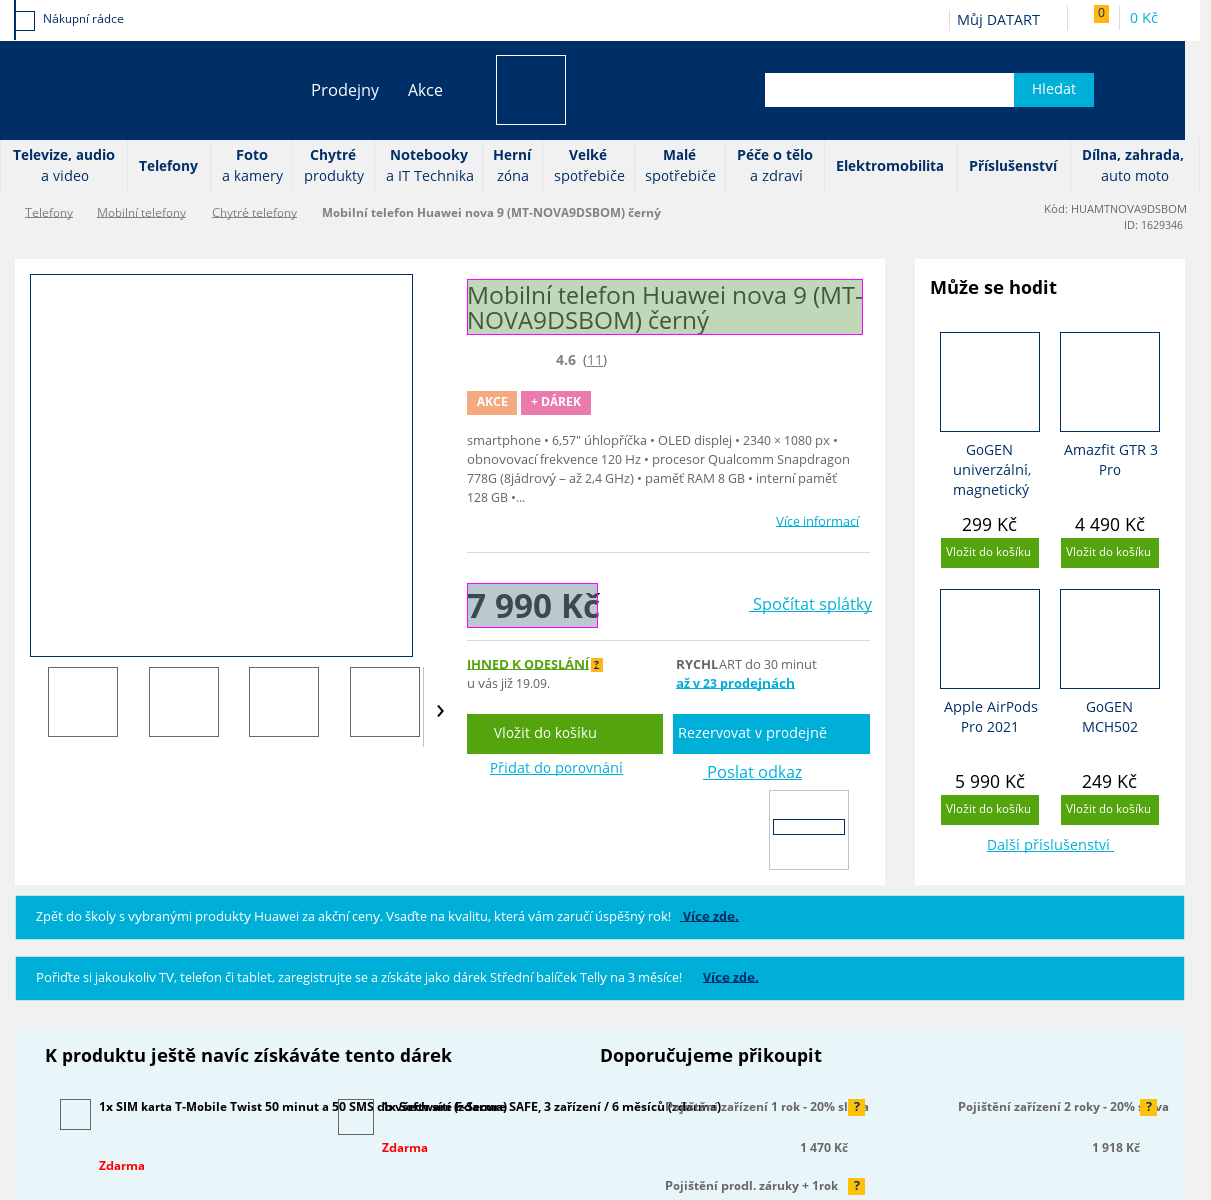 Nákupní rádce
Můj DATART
0
0 Kč
Prodejny
Akce
Hledat
Televize, audio
a video
Telefony
Foto
a kamery
Chytré
produkty
Notebooky
a IT Technika
Herní
zóna
Velké
spotřebiče
Malé
spotřebiče
Péče o tělo
a zdraví
Elektromobilita
Příslušenství
Dílna, zahrada,
auto moto
Telefony
Mobilní telefony
Chytré telefony
Mobilní telefon Huawei nova 9 (MT-NOVA9DSBOM) černý
Kód: HUAMTNOVA9DSBOM
ID: 1629346
Mobilní telefon Huawei nova 9 (MT-
NOVA9DSBOM) černý
4.6 (11)
AKCE
+ DÁREK
smartphone • 6,57" úhlopříčka • OLED displej • 2340 × 1080 px •
obnovovací frekvence 120 Hz • procesor Qualcomm Snapdragon
778G (8jádrový – až 2,4 GHz) • paměť RAM 8 GB • interní paměť
128 GB •...
Více informací
7 990 Kč
Spočítat splátky
IHNED K ODESLÁNÍ ?
u vás již 19.09.
RYCHLART do 30 minut
až v 23 prodejnách
Vložit do košíku
Rezervovat v prodejně
Přidat do porovnání
Poslat odkaz
Může se hodit
GoGEN
univerzální,
magnetický
299 Kč
Vložit do košíku
Amazfit GTR 3
Pro
4 490 Kč
Vložit do košíku
Apple AirPods
Pro 2021
5 990 Kč
Vložit do košíku
GoGEN
MCH502
249 Kč
Vložit do košíku
Další příslušenství
Zpět do školy s vybranými produkty Huawei za akční ceny. Vsaďte na kvalitu, která vám zaručí úspěšný rok! Více zde.
Pořiďte si jakoukoliv TV, telefon či tablet, zaregistrujte se a získáte jako dárek Střední balíček Telly na 3 měsíce! Více zde.
K produktu ještě navíc získáváte tento dárek
1x SIM karta T-Mobile Twist 50 minut a 50 SMS do všech sítí (zdarma)
Zdarma
1x Software F-Secure SAFE, 3 zařízení / 6 měsíců (zdarma)
Zdarma
Doporučujeme přikoupit
Pojištění zařízení 1 rok - 20% sleva
?
1 470 Kč
Pojištění zařízení 2 roky - 20% sleva
?
1 918 Kč
Pojištění prodl. záruky + 1rok
?